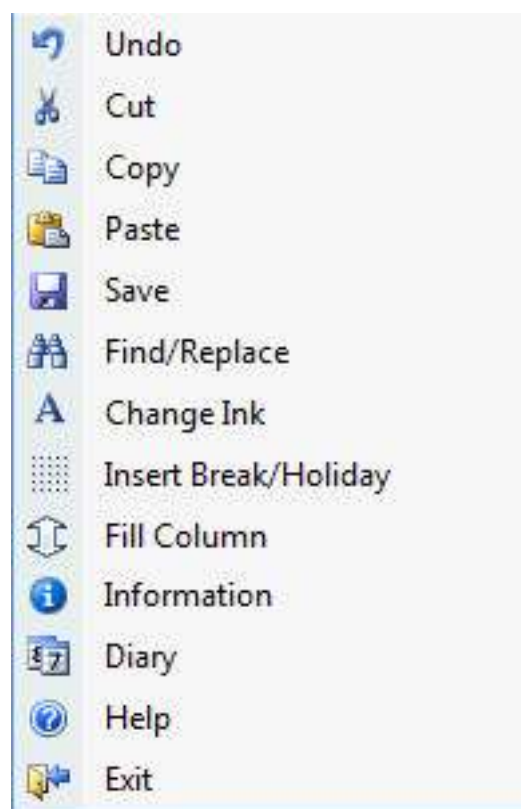 Undo
Cut
Copy
Paste
Save
Find/Replace
A Change Ink
Insert Break/Holiday
Fill Column
Information
Diary
Help
Exit